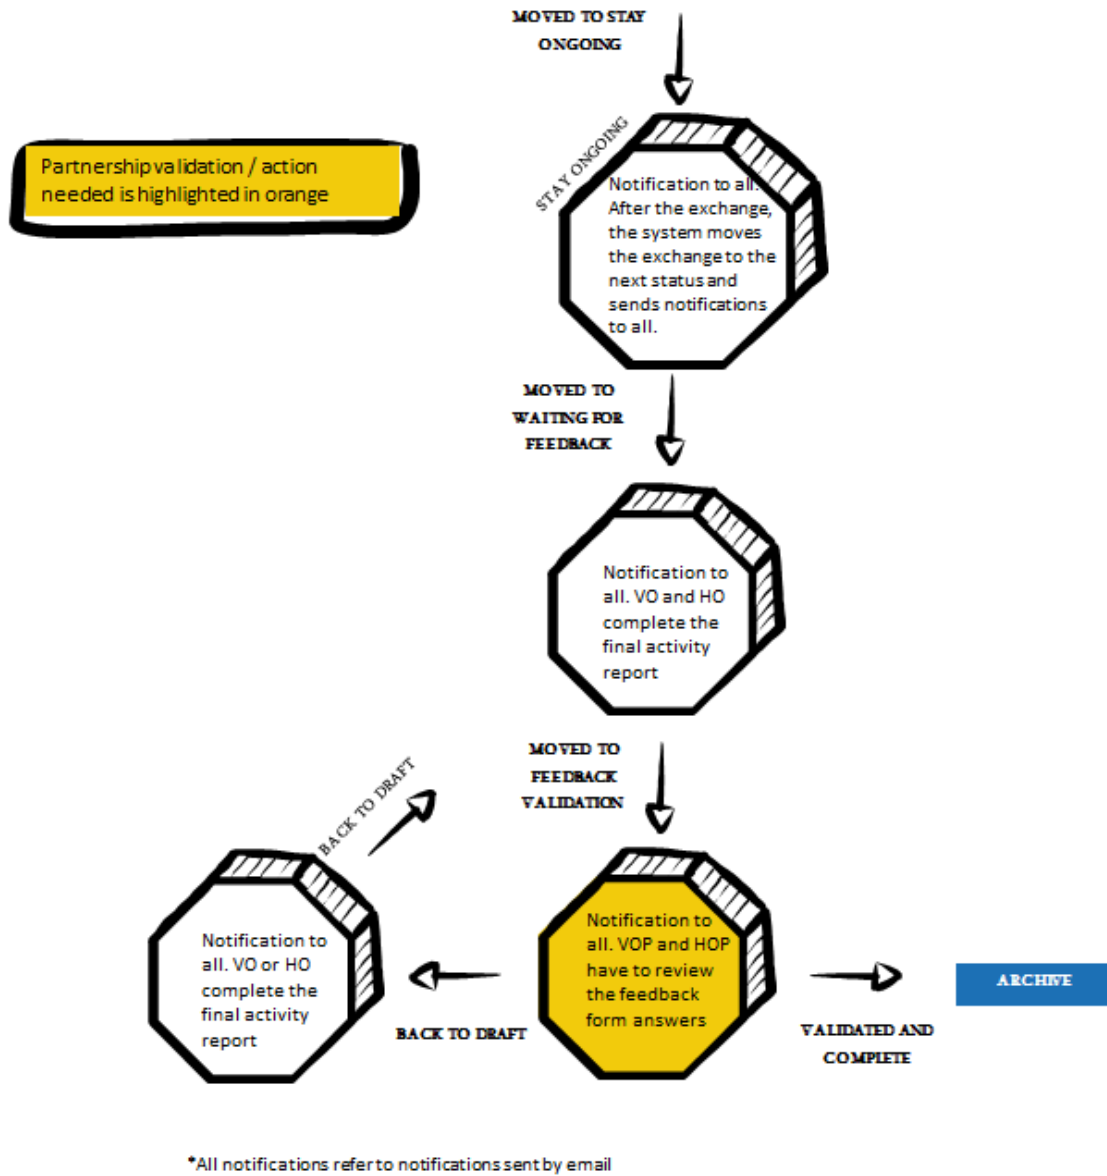 MOVED TO STAY
ONGOING
STAY ONGOING
Partnership validation / action
needed is highlighted in orange
Notification to all.
After the exchange,
the system moves
the exchange to the
next status and
sends notifications
to all.
MOVED TO
WAITING FOR
FEEDBACK
Notification to
all. VO and HO
complete the
final activity
report
MOVED TO
FEEDBACK
VALIDATION
BACK TO DRAFT
Notification to
all. VO or HO
complete the
final activity
report
BACK TO DRAFT
Notification to
all. VOP and HOP
have to review
the feedback
form answers
VALIDATED AND
COMPLETE
ARCHIVE
*All notifications refer to notifications sent by email